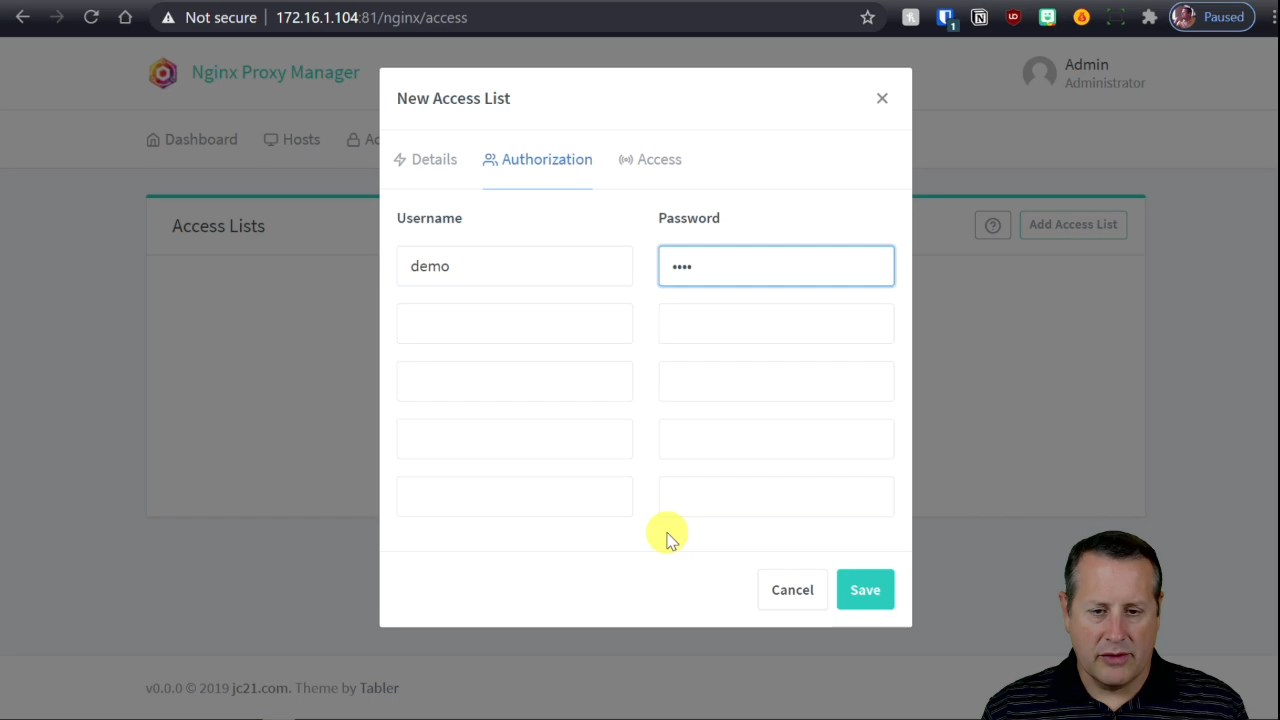 Not secure 172.16.1.104:81/nginx/access
1
Paused
Nginx Proxy Manager
Admin
Administrator
New Access List
Dashboard
Hosts
Details
Authorization
Access
Username
Password
Access Lists
Add Access List
demo
••••
Cancel
Save
v0.0.0 © 2019 jc21.com. Theme by Tabler